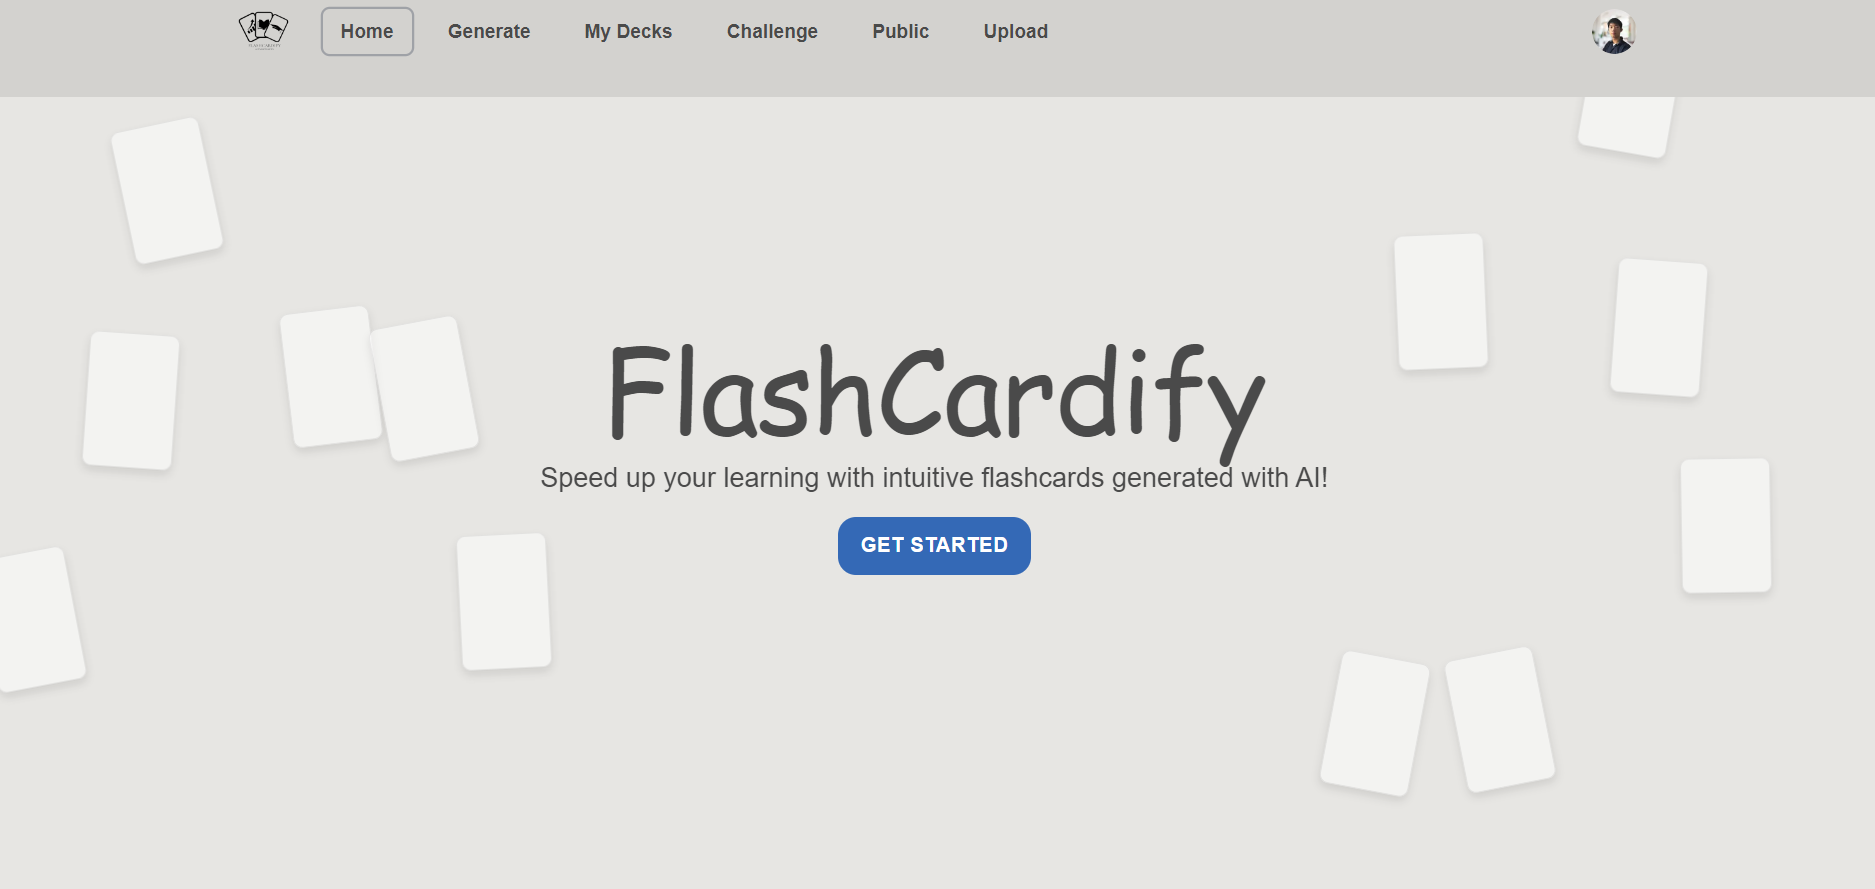 Home Generate My Decks Challenge Public Upload
FlashCardify
Speed up your learning with intuitive flashcards generated with AI!
GET STARTED